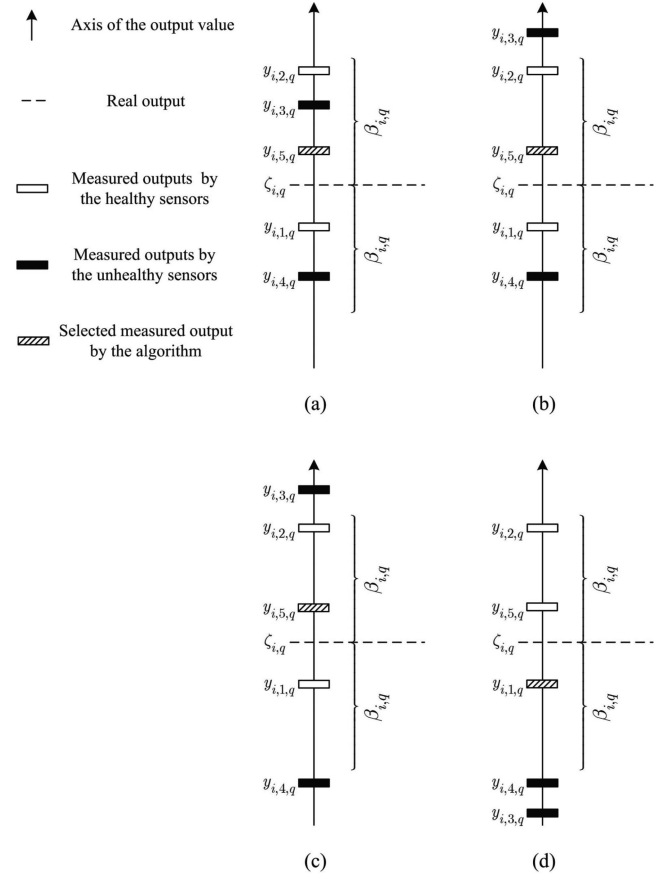 Axis of the output value
Real output
Measured outputs by
the healthy sensors
Measured outputs by
the unhealthy sensors
Selected measured output
by the algorithm
y_{i,2,q}
y_{i,3,q}
y_{i,5,q}
ζ_{i,q}
y_{i,1,q}
y_{i,4,q}
β_{i,q}
β_{i,q}
(a)
y_{i,3,q}
y_{i,2,q}
y_{i,5,q}
ζ_{i,q}
y_{i,1,q}
y_{i,4,q}
β_{i,q}
β_{i,q}
(b)
y_{i,3,q}
y_{i,2,q}
y_{i,5,q}
ζ_{i,q}
y_{i,1,q}
y_{i,4,q}
β_{i,q}
β_{i,q}
(c)
y_{i,2,q}
y_{i,5,q}
ζ_{i,q}
y_{i,1,q}
y_{i,4,q}
y_{i,3,q}
β_{i,q}
β_{i,q}
(d)